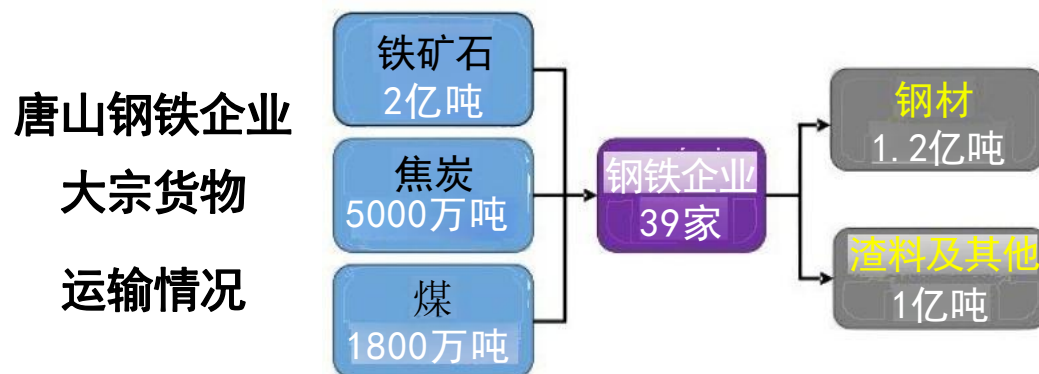 唐山钢铁企业
大宗货物
运输情况
铁矿石
2亿吨
焦炭
5000万吨
煤
1800万吨
钢铁企业
39家
钢材
1.2亿吨
渣料及其他
1亿吨